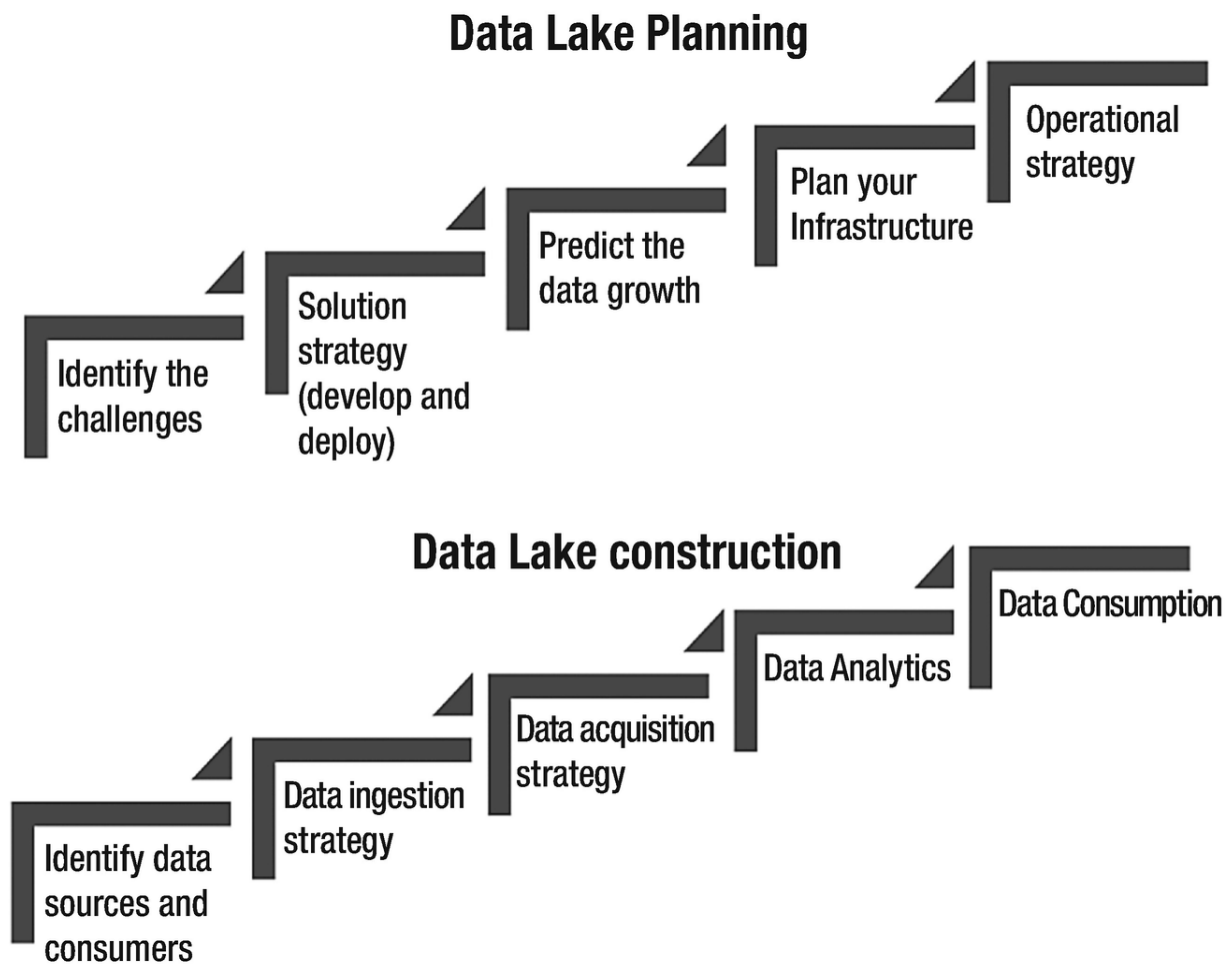 Data Lake Planning
Identify the
challenges
Solution
strategy
(develop and
deploy)
Predict the
data growth
Plan your
Infrastructure
Operational
strategy
Data Lake construction
Identify data
sources and
consumers
Data ingestion
strategy
Data acquisition
strategy
Data Analytics
Data Consumption